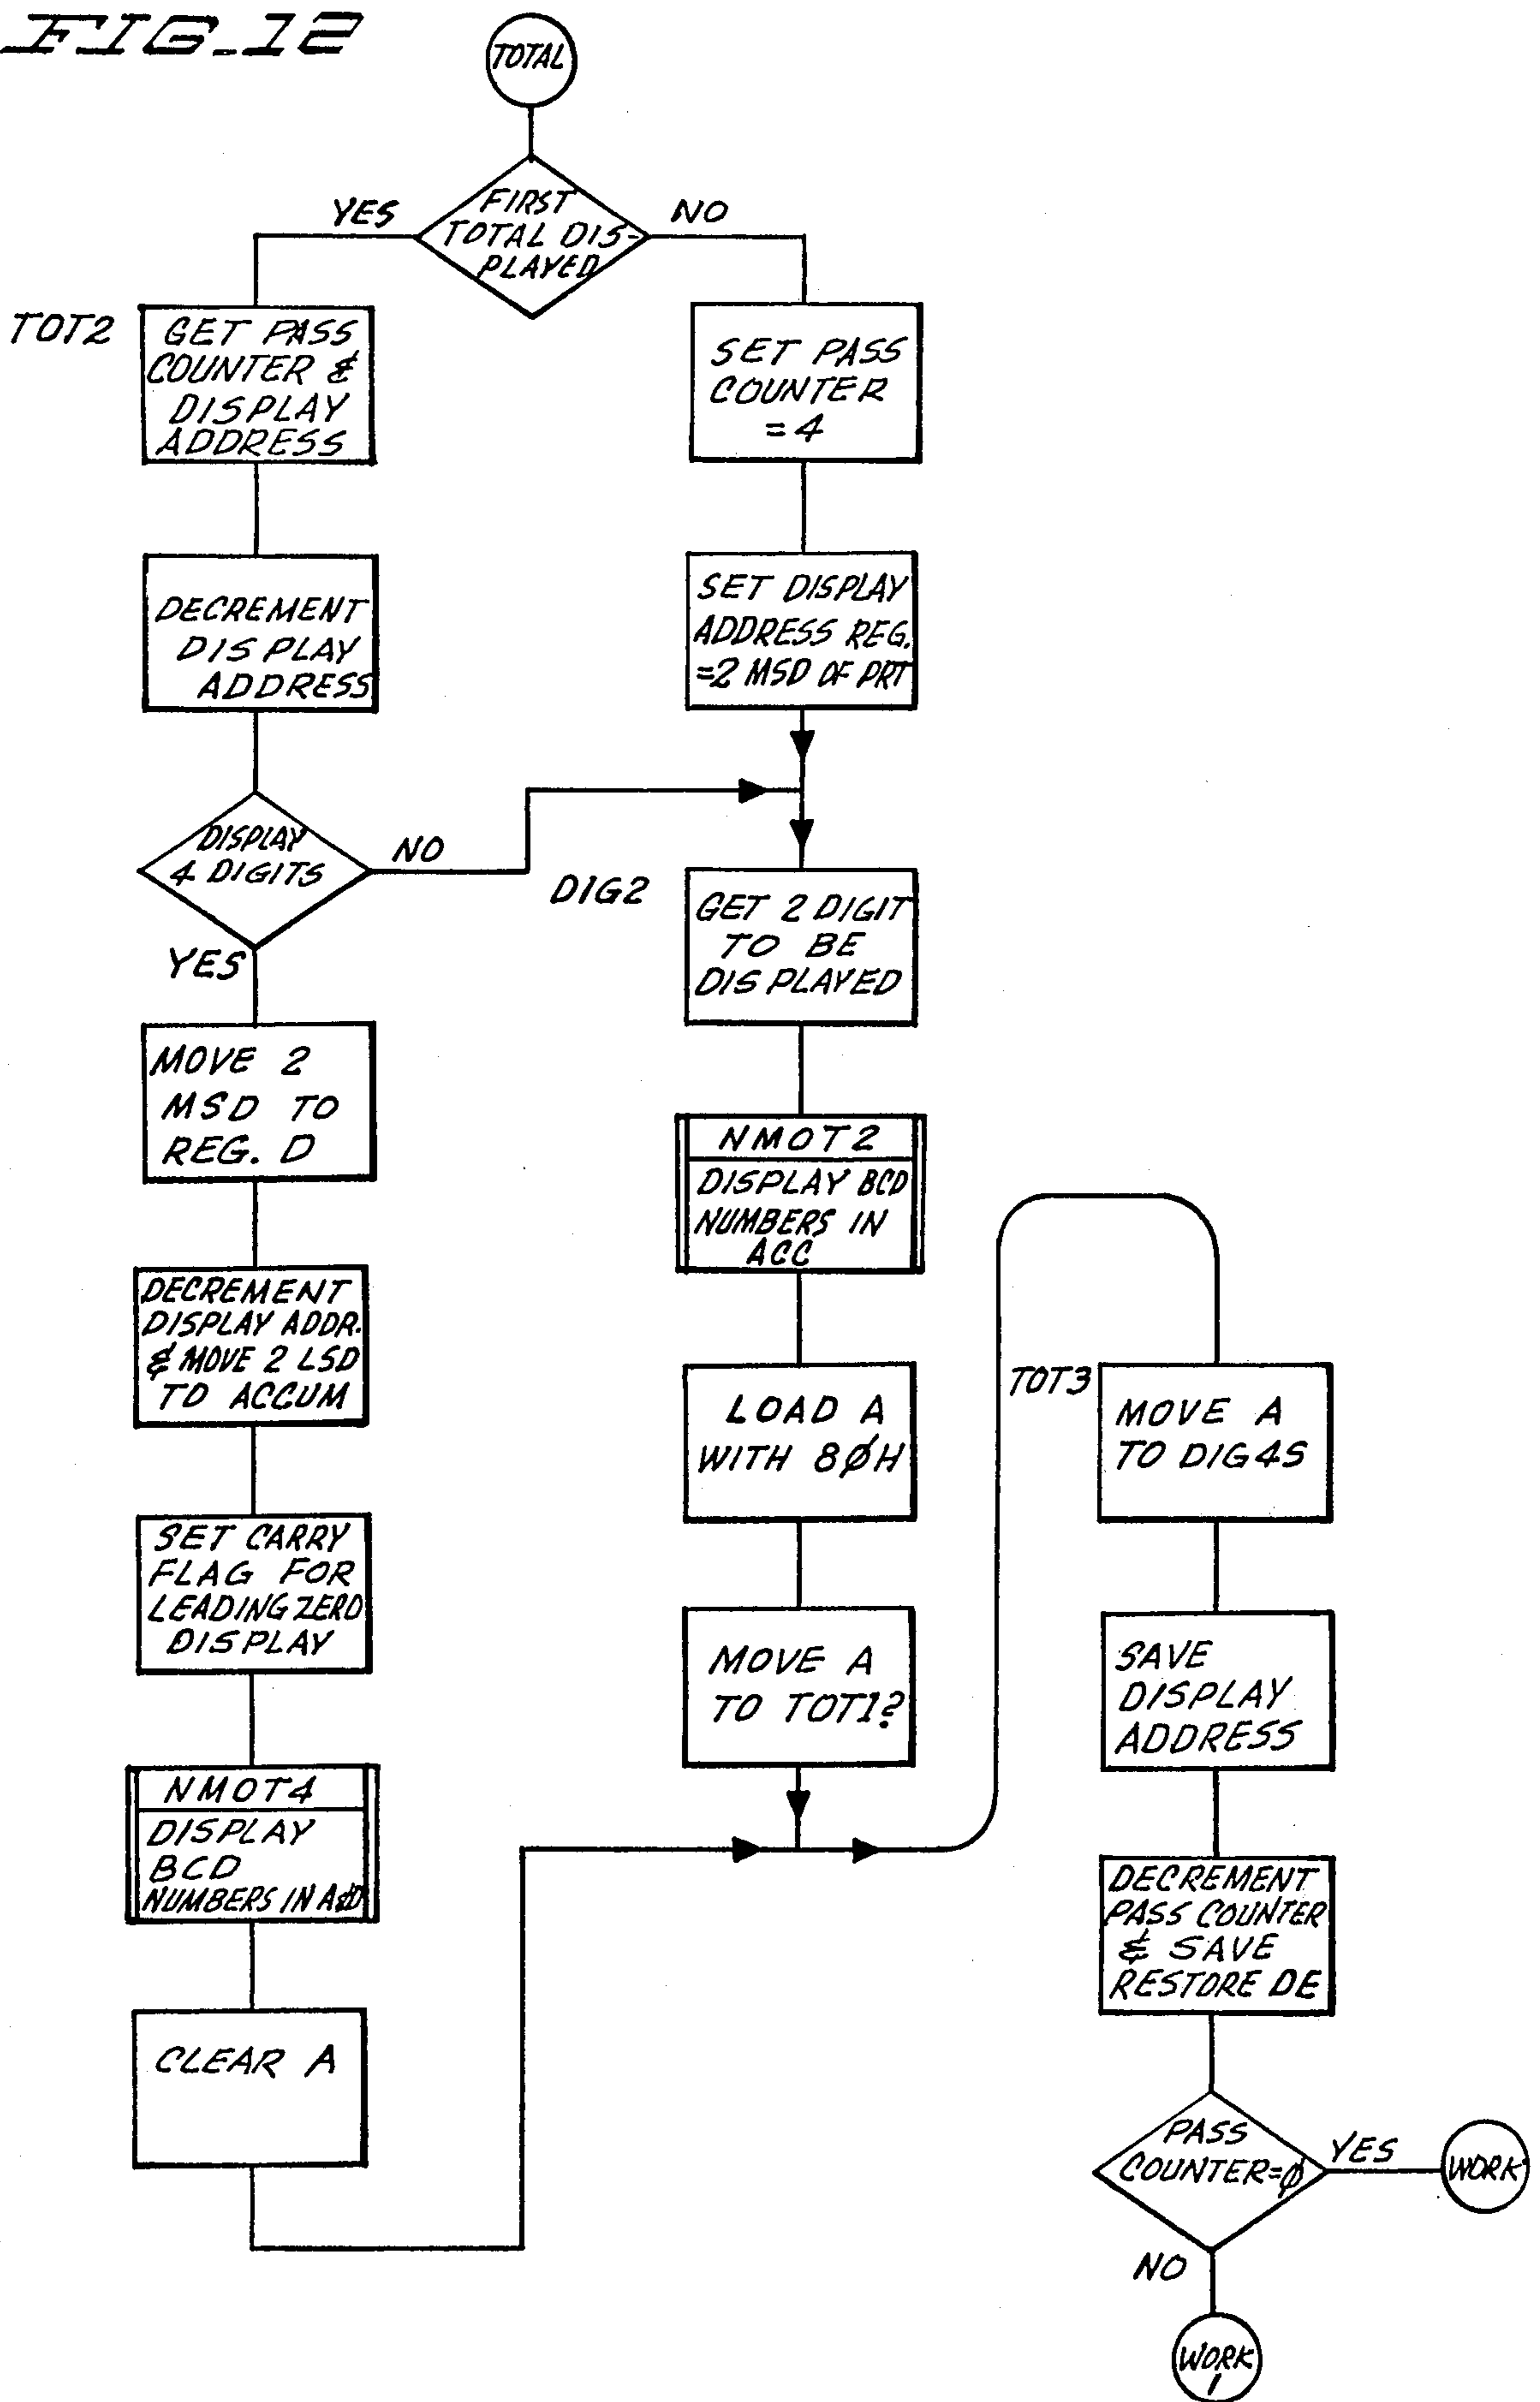 FIG_12
TOTAL
FIRST
TOTAL DIS-
PLAYED
YES
NO
TOT2
GET PASS
COUNTER &
DISPLAY
ADDRESS
SET PASS
COUNTER
=4
DECREMENT
DISPLAY
ADDRESS
SET DISPLAY
ADDRESS REG.
=2 MSD OF PRT
DISPLAY
4 DIGITS
NO
YES
DIG2
GET 2 DIGIT
TO BE
DISPLAYED
MOVE 2
MSD TO
REG. D
NMOT2
DISPLAY BCD
NUMBERS IN
ACC
DECREMENT
DISPLAY ADDR.
& MOVE 2 LSD
TO ACCUM
LOAD A
WITH 8ØH
TOT3
MOVE A
TO DIG4S
SET CARRY
FLAG FOR
LEADING ZERO
DISPLAY
MOVE A
TO TOT1?
SAVE
DISPLAY
ADDRESS
NMOT4
DISPLAY
BCD
NUMBERS IN A&D
DECREMENT
PASS COUNTER
& SAVE
RESTORE DE
CLEAR A
PASS
COUNTER=Ø
YES
WORK
NO
WORK
1